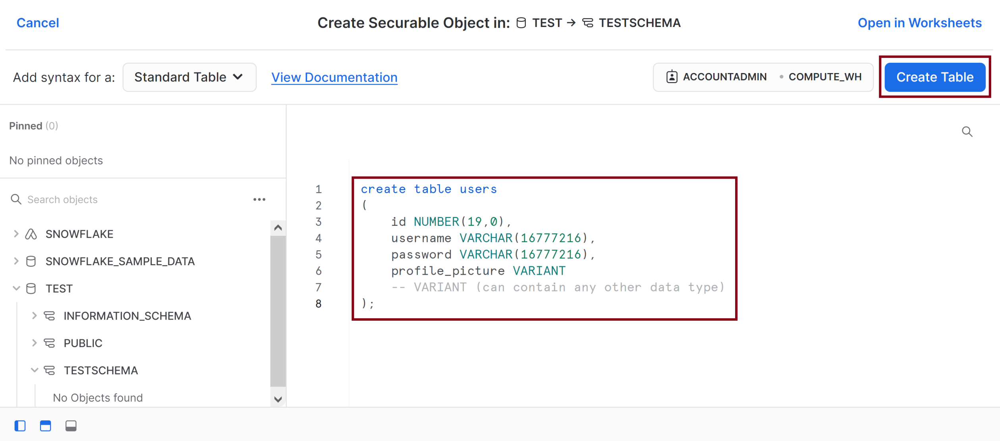 Cancel
Create Securable Object in: TEST → TESTSCHEMA
Open in Worksheets
Add syntax for a: Standard Table View Documentation
ACCOUNTADMIN • COMPUTE_WH
Create Table
Pinned (0)
No pinned objects
Search objects
SNOWFLAKE
SNOWFLAKE_SAMPLE_DATA
TEST
INFORMATION_SCHEMA
PUBLIC
TESTSCHEMA
No Objects found
1 create table users
2 (
3 id NUMBER(19,0),
4 username VARCHAR(16777216),
5 password VARCHAR(16777216),
6 profile_picture VARIANT
7 -- VARIANT (can contain any other data type)
8 );